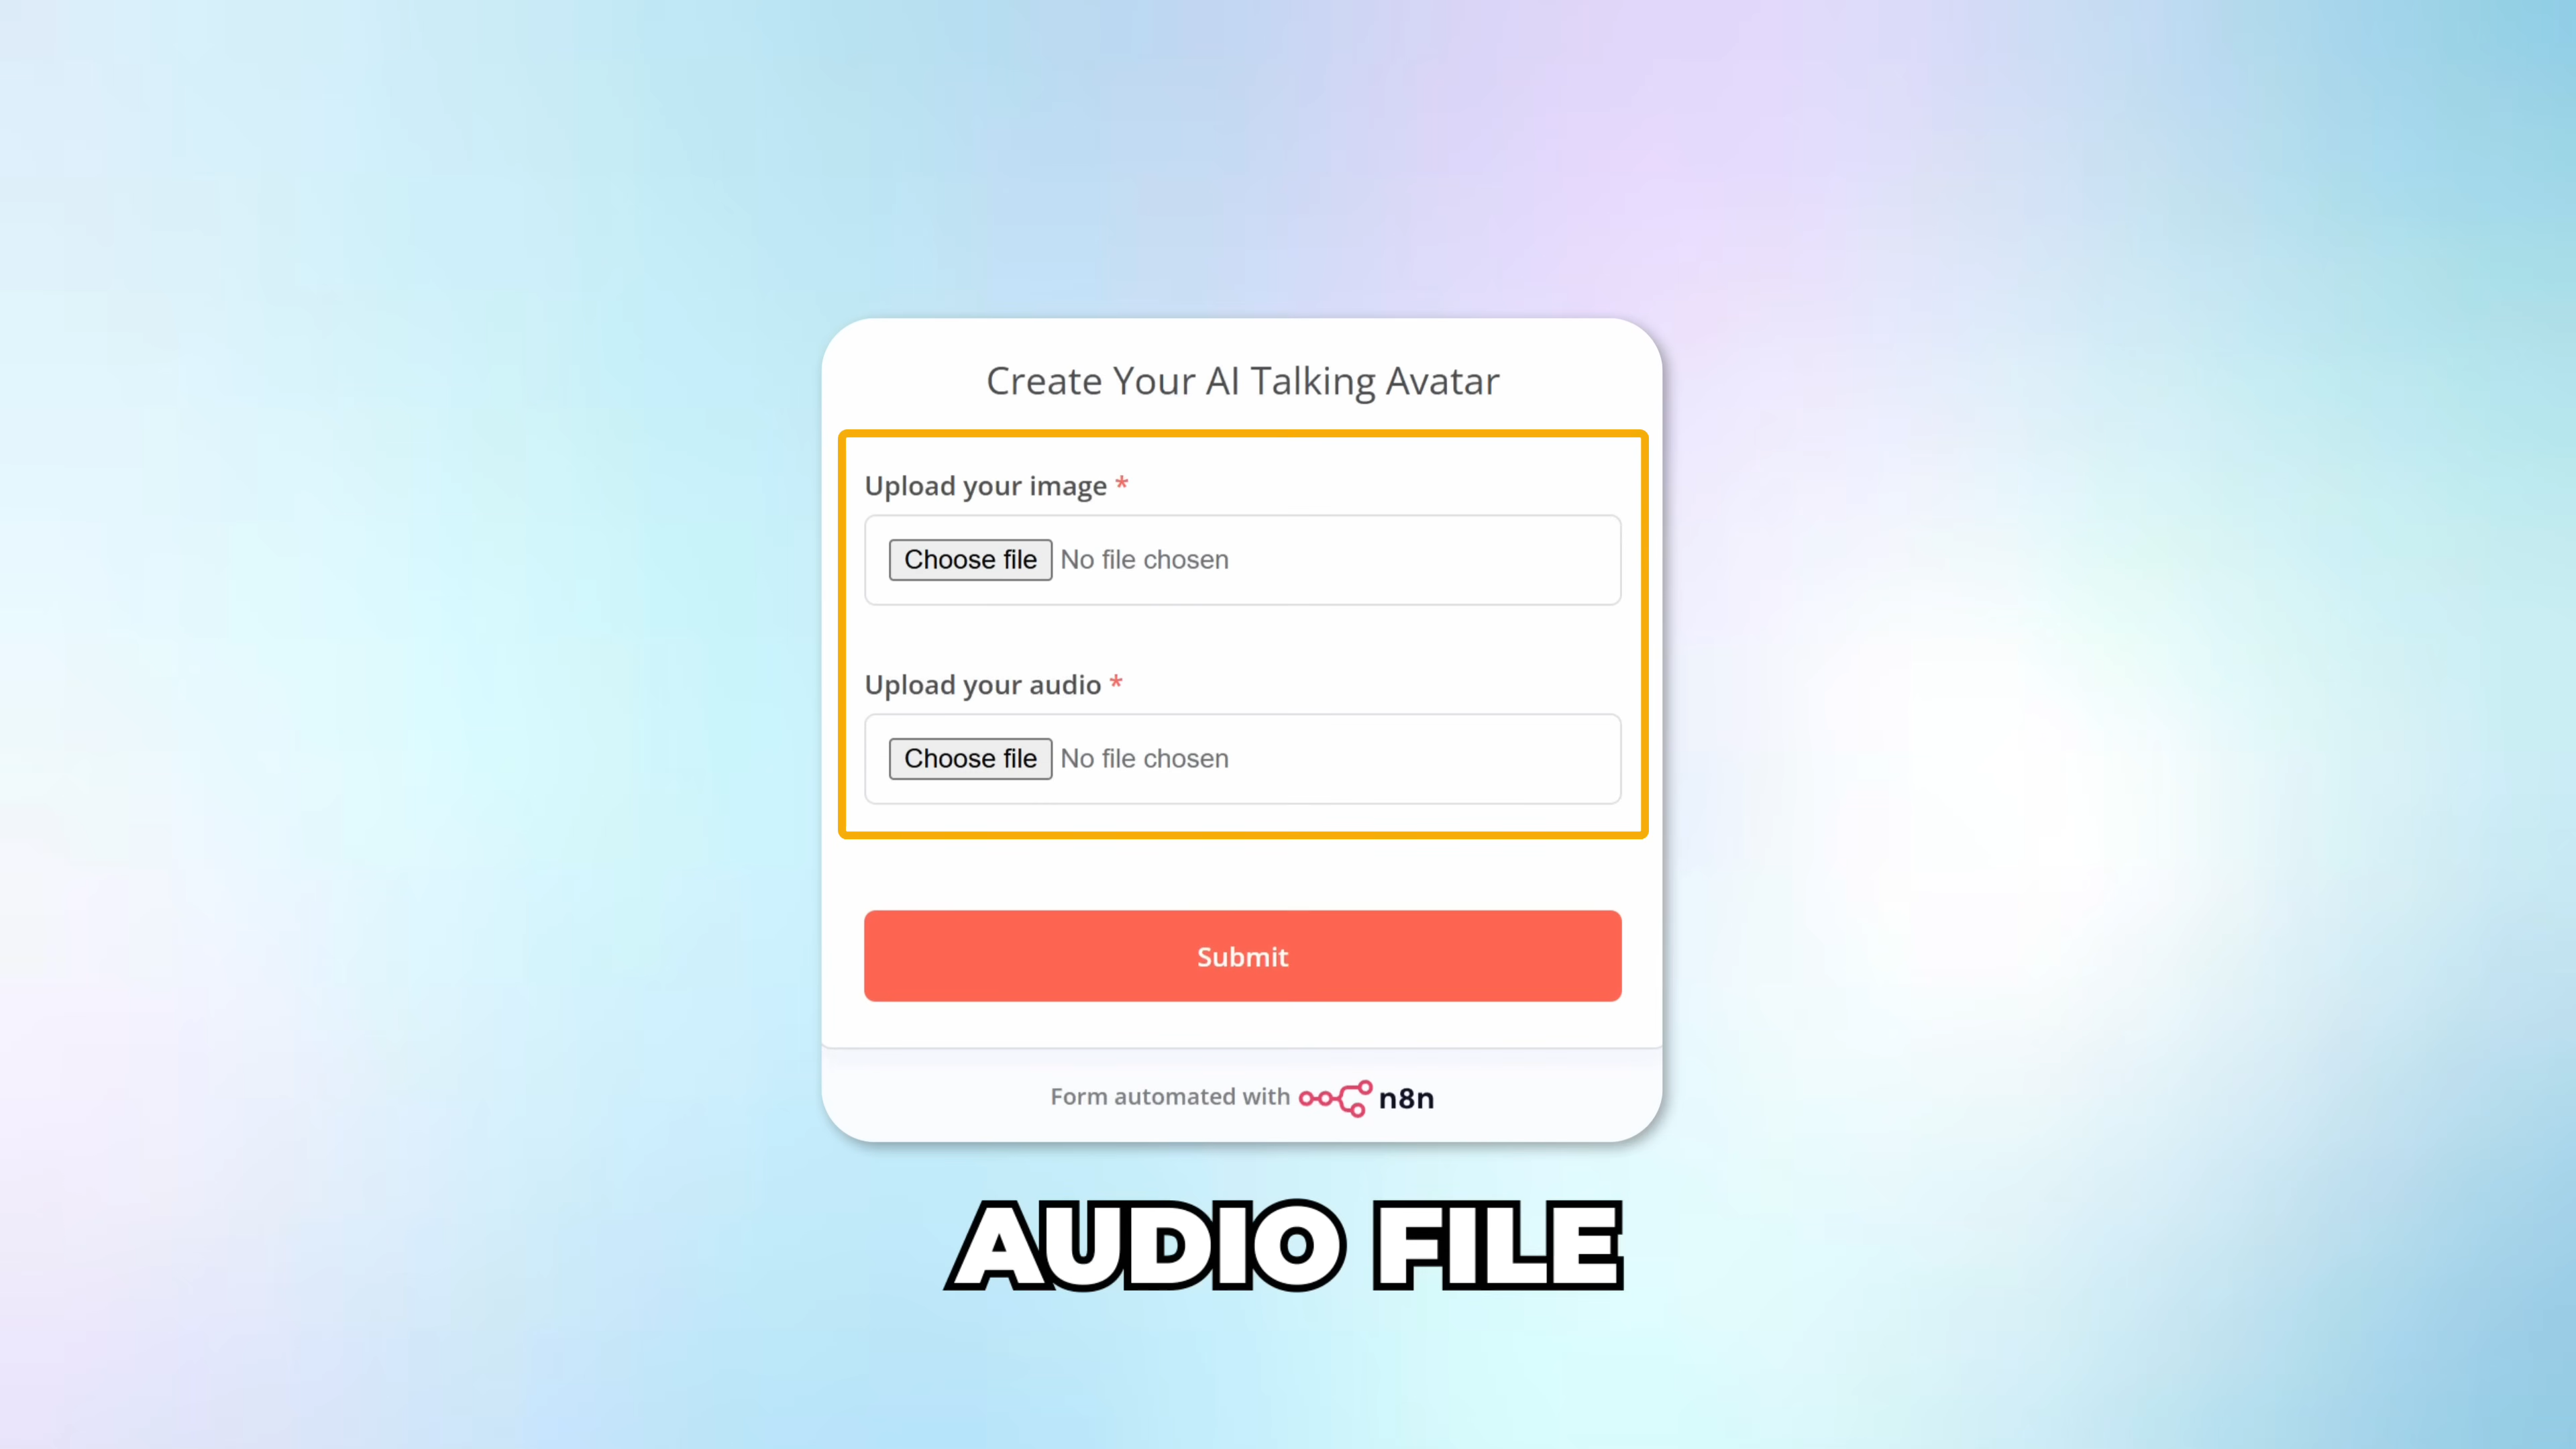 Create Your AI Talking Avatar
Upload your image *
Choose file No file chosen
Upload your audio *
Choose file No file chosen
Submit
Form automated with n8n
AUDIO FILE